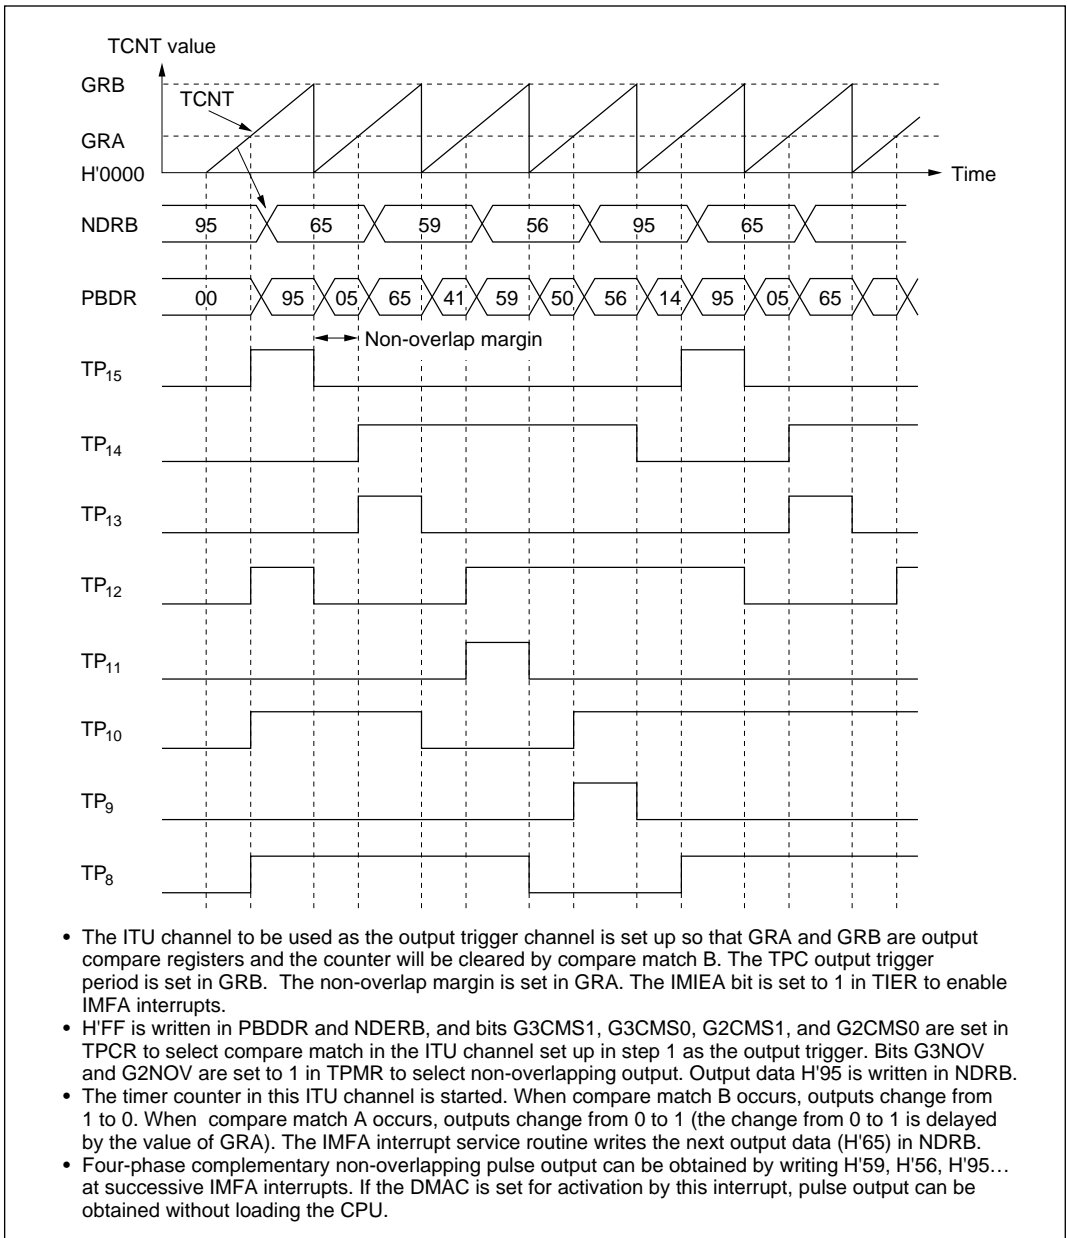 TCNT value
GRB
TCNT
GRA
H'0000
Time
NDRB 95 65 59 56 95 65
PBDR 00 95 05 65 41 59 50 56 14 95 05 65
Non-overlap margin
TP15
TP14
TP13
TP12
TP11
TP10
TP9
TP8
• The ITU channel to be used as the output trigger channel is set up so that GRA and GRB are output
compare registers and the counter will be cleared by compare match B. The TPC output trigger
period is set in GRB. The non-overlap margin is set in GRA. The IMIEA bit is set to 1 in TIER to enable
IMFA interrupts.
• H'FF is written in PBDDR and NDERB, and bits G3CMS1, G3CMS0, G2CMS1, and G2CMS0 are set in
TPCR to select compare match in the ITU channel set up in step 1 as the output trigger. Bits G3NOV
and G2NOV are set to 1 in TPMR to select non-overlapping output. Output data H'95 is written in NDRB.
• The timer counter in this ITU channel is started. When compare match B occurs, outputs change from
1 to 0. When compare match A occurs, outputs change from 0 to 1 (the change from 0 to 1 is delayed
by the value of GRA). The IMFA interrupt service routine writes the next output data (H'65) in NDRB.
• Four-phase complementary non-overlapping pulse output can be obtained by writing H'59, H'56, H'95…
at successive IMFA interrupts. If the DMAC is set for activation by this interrupt, pulse output can be
obtained without loading the CPU.